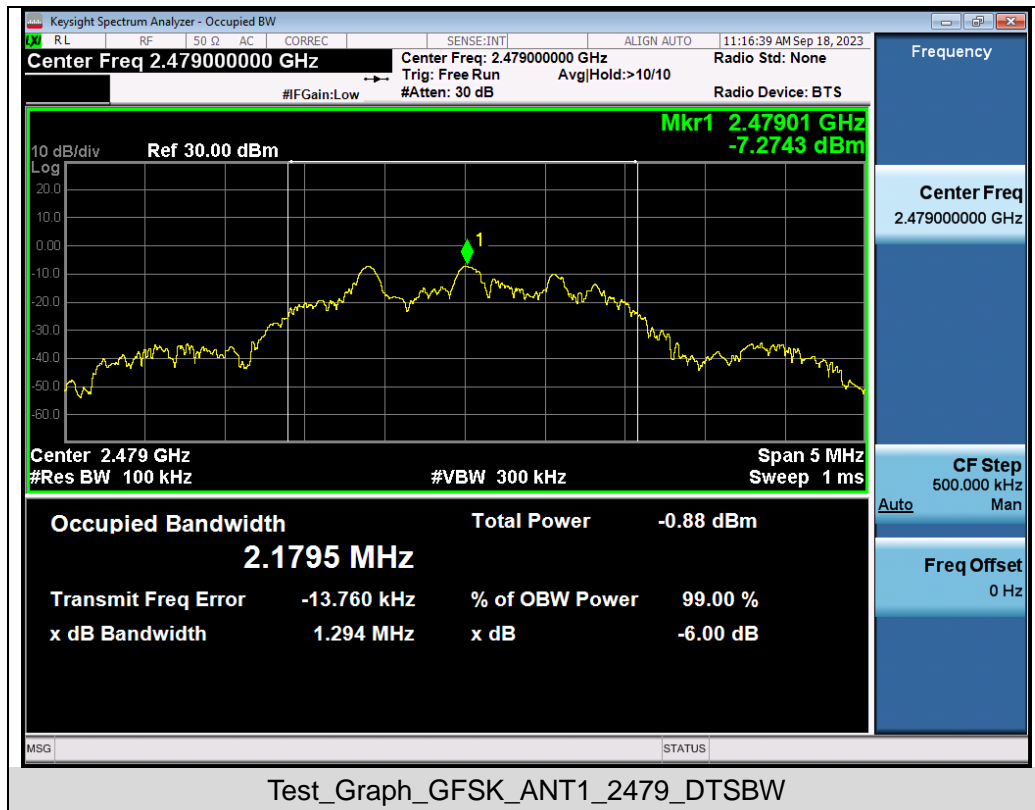 Keysight Spectrum Analyzer - Occupied BW
LXI RL RF 50 Ω AC CORREC SENSE:INT ALIGN AUTO 11:16:39 AM Sep 18, 2023
Center Freq 2.479000000 GHz
Center Freq: 2.479000000 GHz
Radio Std: None
Trig: Free Run Avg|Hold:>10/10
#IFGain:Low
#Atten: 30 dB
Radio Device: BTS
Mkr1 2.47901 GHz
-7.2743 dBm
10 dB/div Ref 30.00 dBm
Log
20.0
10.0
0.00
-10.0
-20.0
-30.0
-40.0
-50.0
-60.0
1
Center 2.479 GHz
Span 5 MHz
#Res BW 100 kHz
#VBW 300 kHz
Sweep 1 ms
Occupied Bandwidth
2.1795 MHz
Total Power -0.88 dBm
Transmit Freq Error -13.760 kHz
% of OBW Power 99.00 %
x dB Bandwidth 1.294 MHz
x dB -6.00 dB
Frequency
Center Freq
2.479000000 GHz
CF Step
500.000 kHz
Auto Man
Freq Offset
0 Hz
MSG
STATUS
Test_Graph_GFSK_ANT1_2479_DTSBW